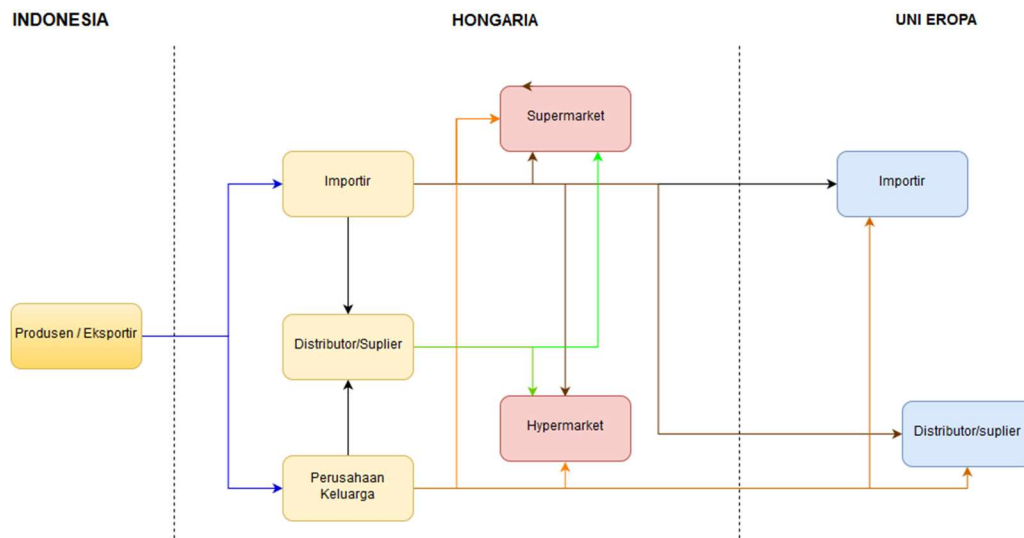 INDONESIA
HONGARIA
UNI EROPA
Supermarket
Importir
Importir
Produsen / Eksportir
Distributor/Suplier
Hypermarket
Distributor/suplier
Perusahaan
Keluarga